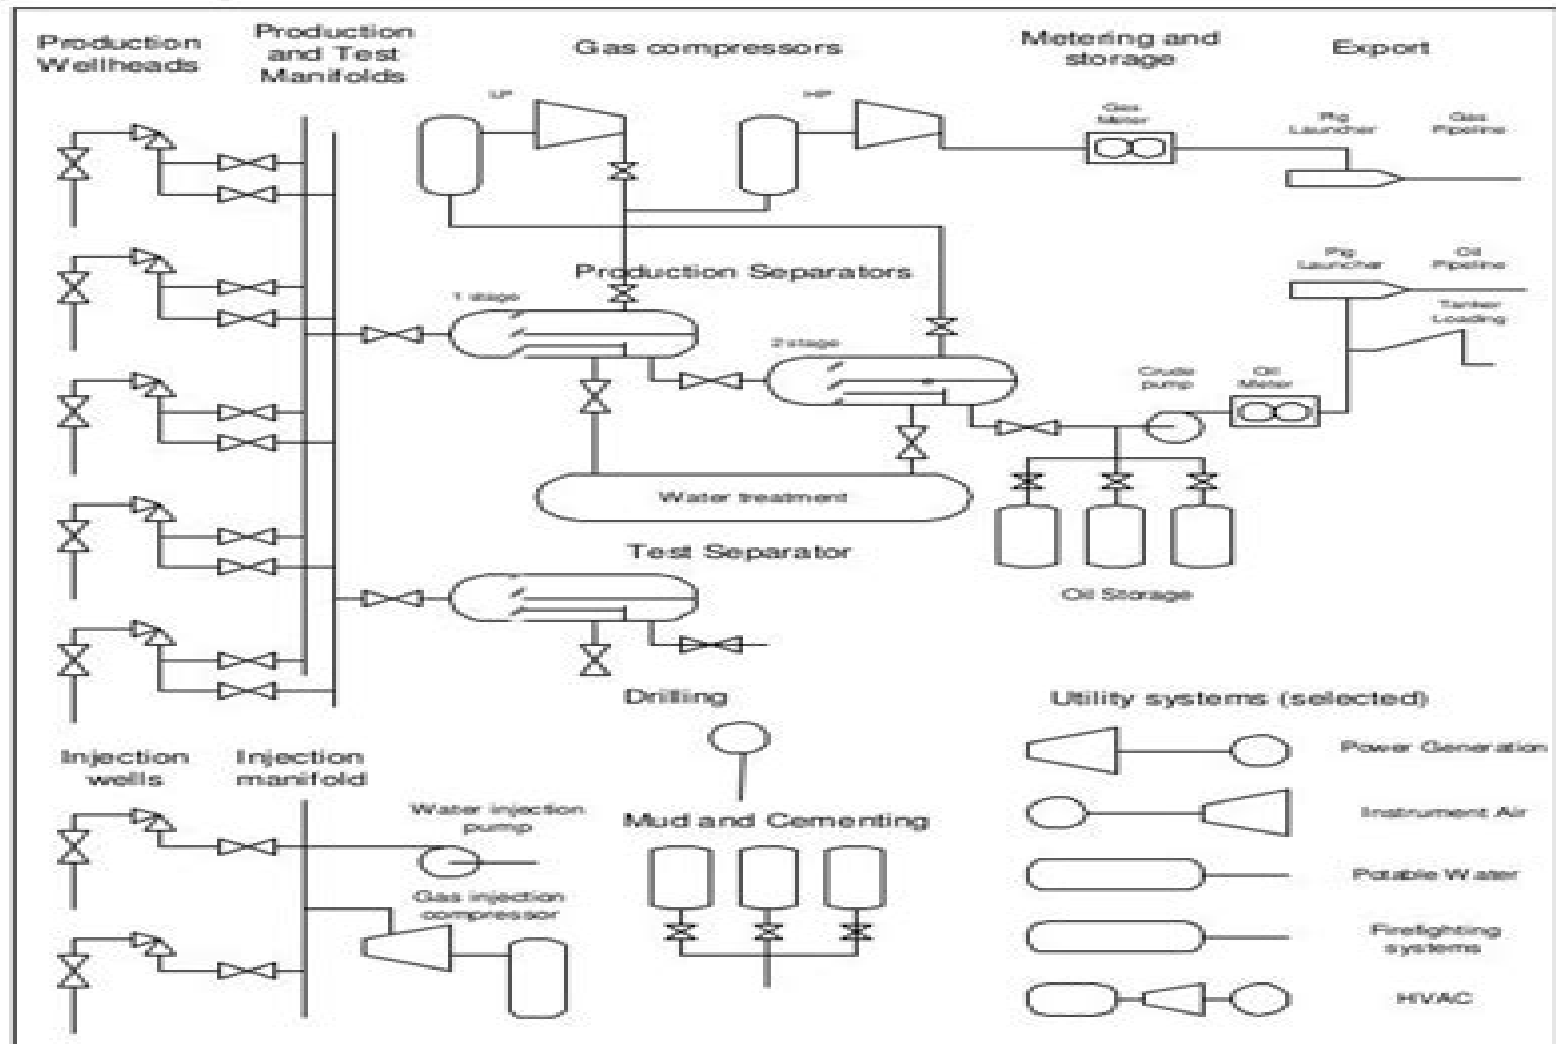 Production
Wellheads
Production
and Test
Manifolds
Gas compressors
Metering and
storage
Export
LP
HP
Gas
Meter
Pig
Launcher
Gas
Pipeline
Pig
Launcher
Oil
Pipeline
Tanker
Loading
Production Separators
1 stage
2 stage
Crude
pump
Oil
Meter
Water treatment
Test Separator
Oil Storage
Drilling
Utility systems (selected)
Injection
wells
Injection
manifold
Water injection
pump
Gas injection
compressor
Mud and Cementing
Power Generation
Instrument Air
Potable Water
Firefighting
systems
HVAC